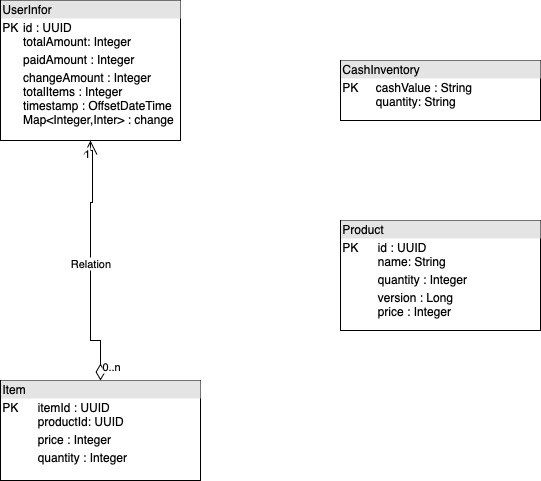 UserInfor
PK id : UUID
totalAmount: Integer
paidAmount : Integer
changeAmount : Integer
totalItems : Integer
timestamp : OffsetDateTime
Map<Integer,Inter> : change
CashInventory
PK cashValue : String
quantity: String
1
Relation
0..n
Product
PK id : UUID
name: String
quantity : Integer
version : Long
price : Integer
Item
PK itemId : UUID
productId: UUID
price : Integer
quantity : Integer